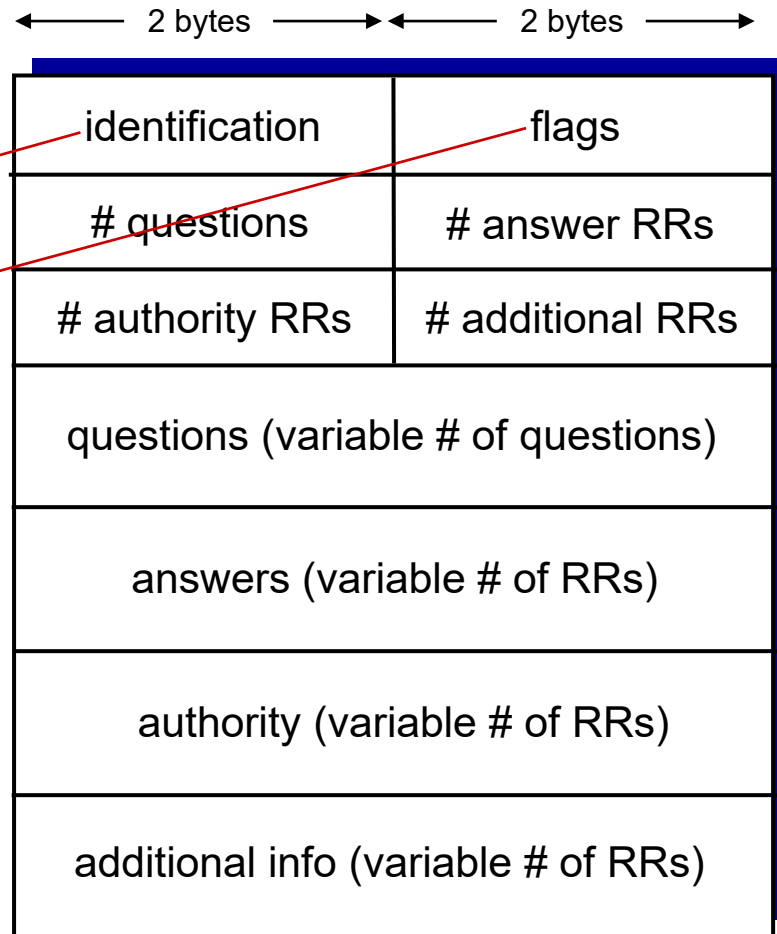 2 bytes 2 bytes
identification flags
# questions # answer RRs
# authority RRs # additional RRs
questions (variable # of questions)
answers (variable # of RRs)
authority (variable # of RRs)
additional info (variable # of RRs)